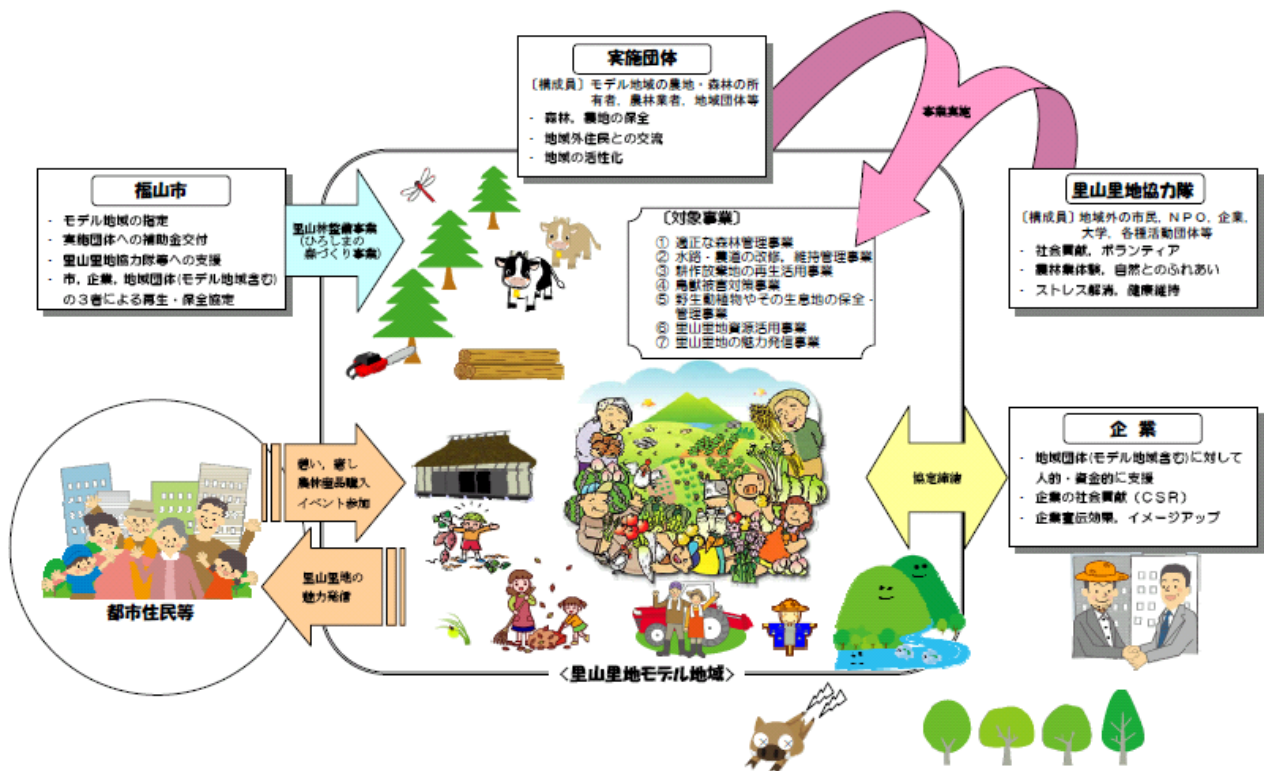 実施団体
〔構成員〕モデル地域の農地・森林の所
有者，農林業者，地域団体等
- 森林，農地の保全
- 地域外住民との交流
- 地域の活性化
事業実施
福山市
- モデル地域の指定
- 実施団体への補助金交付
- 里山里地協力隊等への支援
- 市，企業，地域団体(モデル地域含む)
の３者による再生・保全協定
里山林整備事業
(ひろしまの
森づくり事業)
〔対象事業〕
① 適正な森林管理事業
② 水路・農道の改修，維持管理事業
③ 耕作放棄地の再生活用事業
④ 鳥獣被害対策事業
⑤ 野生動植物やその生息地の保全・
管理事業
⑥ 里山里地資源活用事業
⑦ 里山里地の魅力発信事業
里山里地協力隊
〔構成員〕地域外の市民，ＮＰＯ，企業，
大学，各種活動団体等
- 社会貢献，ボランティア
- 農林業体験，自然とのふれあい
- ストレス解消，健康維持
憩い，癒し
農林産品購入
イベント参加
里山里地の
魅力発信
都市住民等
協定締結
企 業
- 地域団体(モデル地域含む)に対して
人的・資金的に支援
- 企業の社会貢献（ＣＳＲ）
- 企業宣伝効果，イメージアップ
＜里山里地モデル地域＞